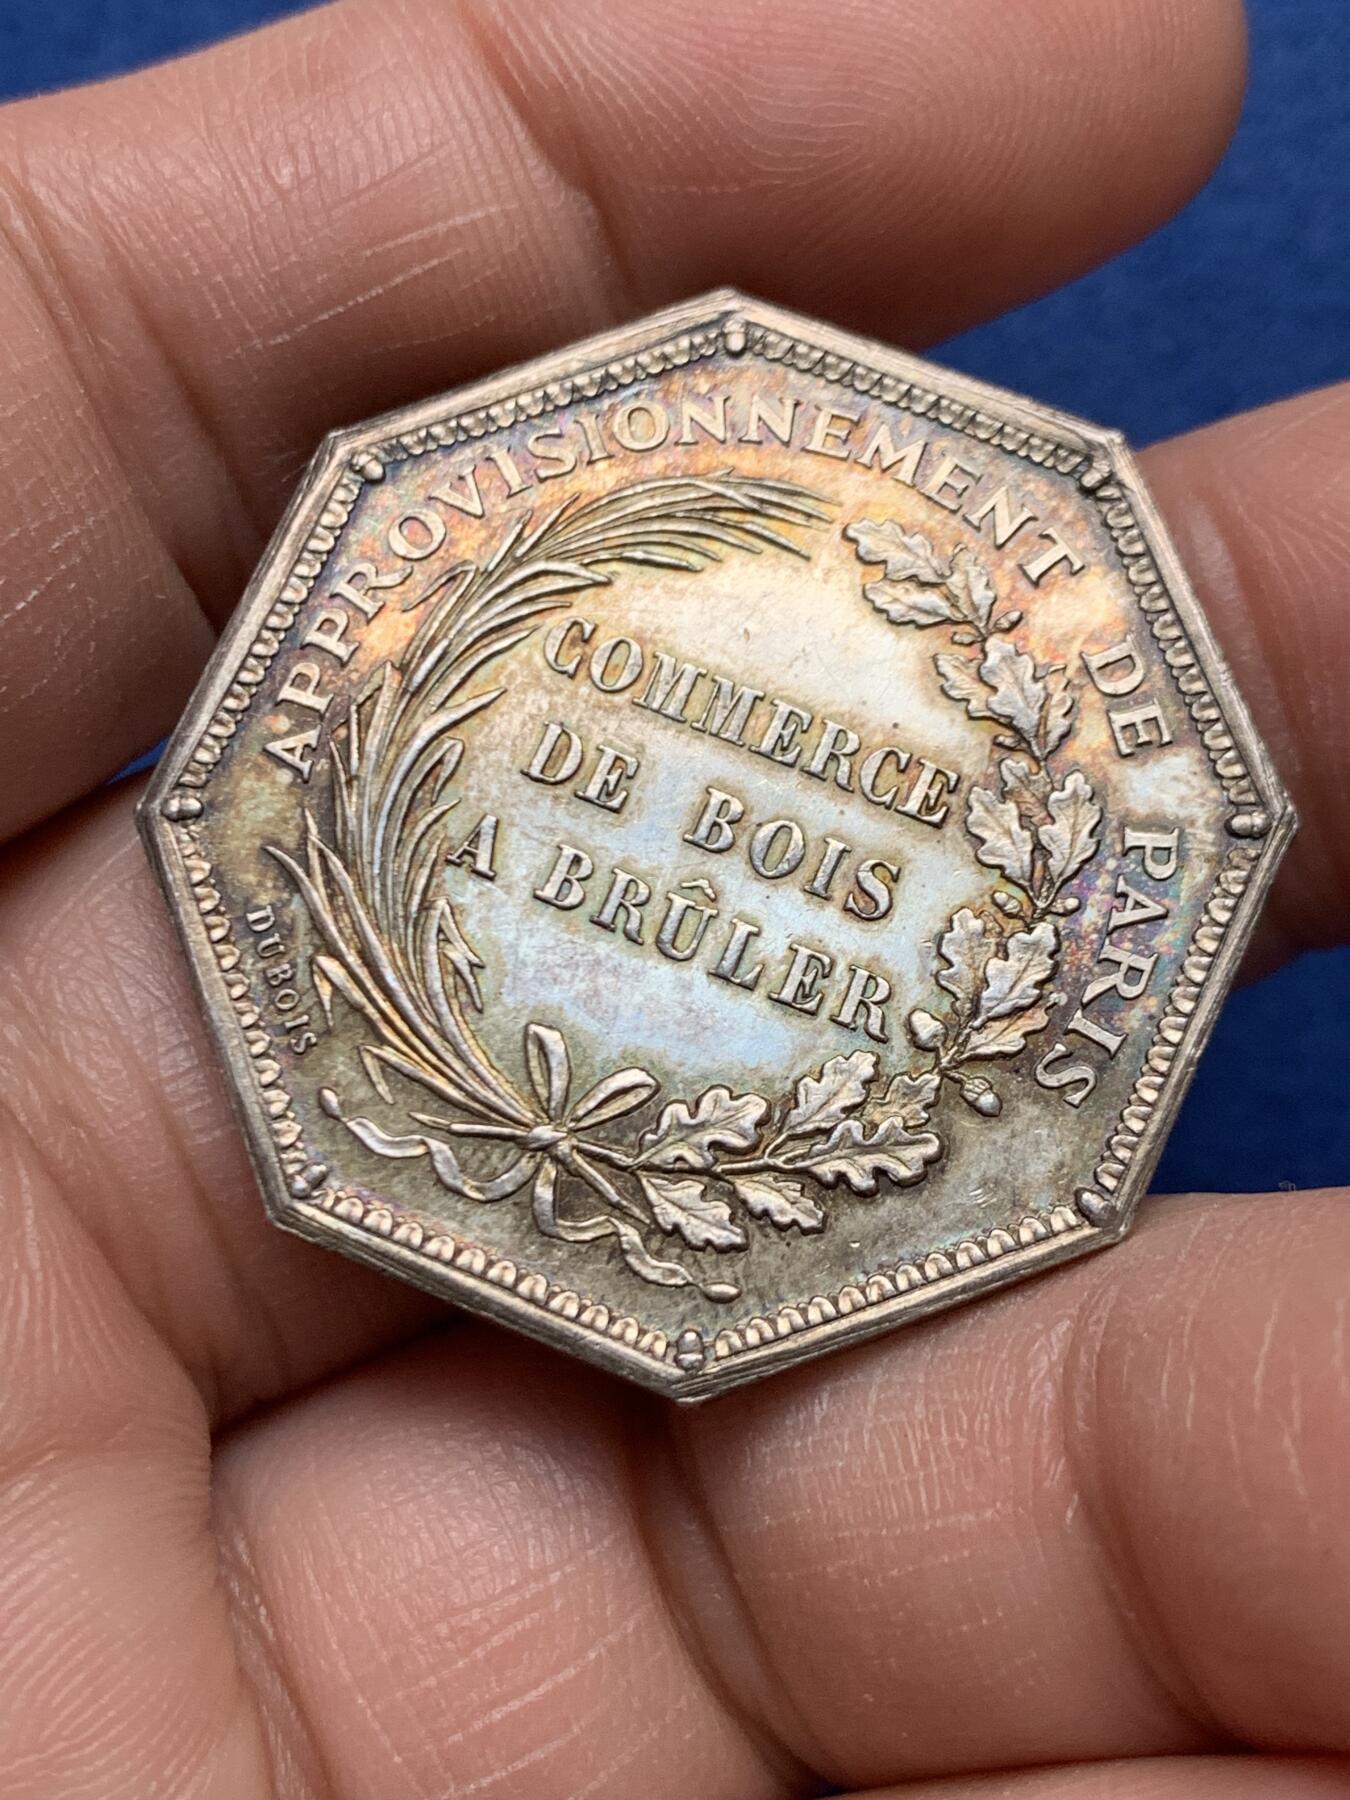 APPROVISIONNEMENT DE PARIS
COMMERCE
DE BOIS
A BRÛLER
DUBOIS